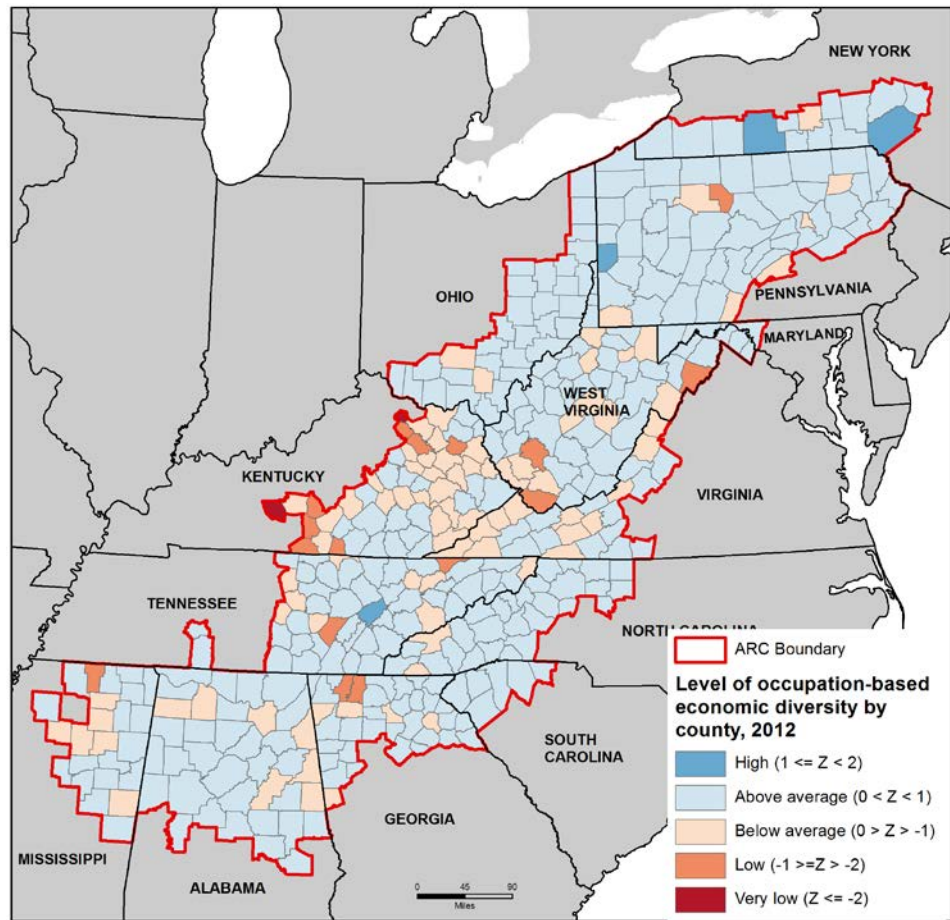 NEW YORK
PENNSYLVANIA
OHIO
MARYLAND
WEST
VIRGINIA
KENTUCKY
VIRGINIA
TENNESSEE
NORTH CAROLINA
ARC Boundary
Level of occupation-based
economic diversity by
county, 2012
High (1 <= Z < 2)
Above average (0 < Z < 1)
Below average (0 > Z > -1)
Low (-1 >=Z > -2)
Very low (Z <= -2)
SOUTH
CAROLINA
GEORGIA
MISSISSIPPI
ALABAMA
0 45 90
Miles